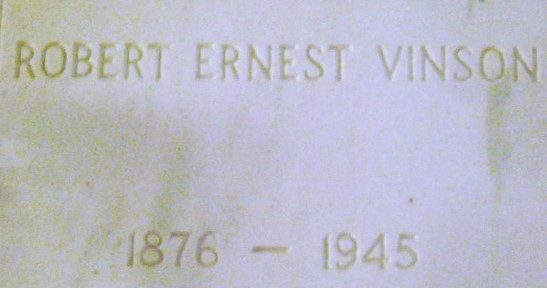 ROBERT ERNEST VINSON
1876 — 1945